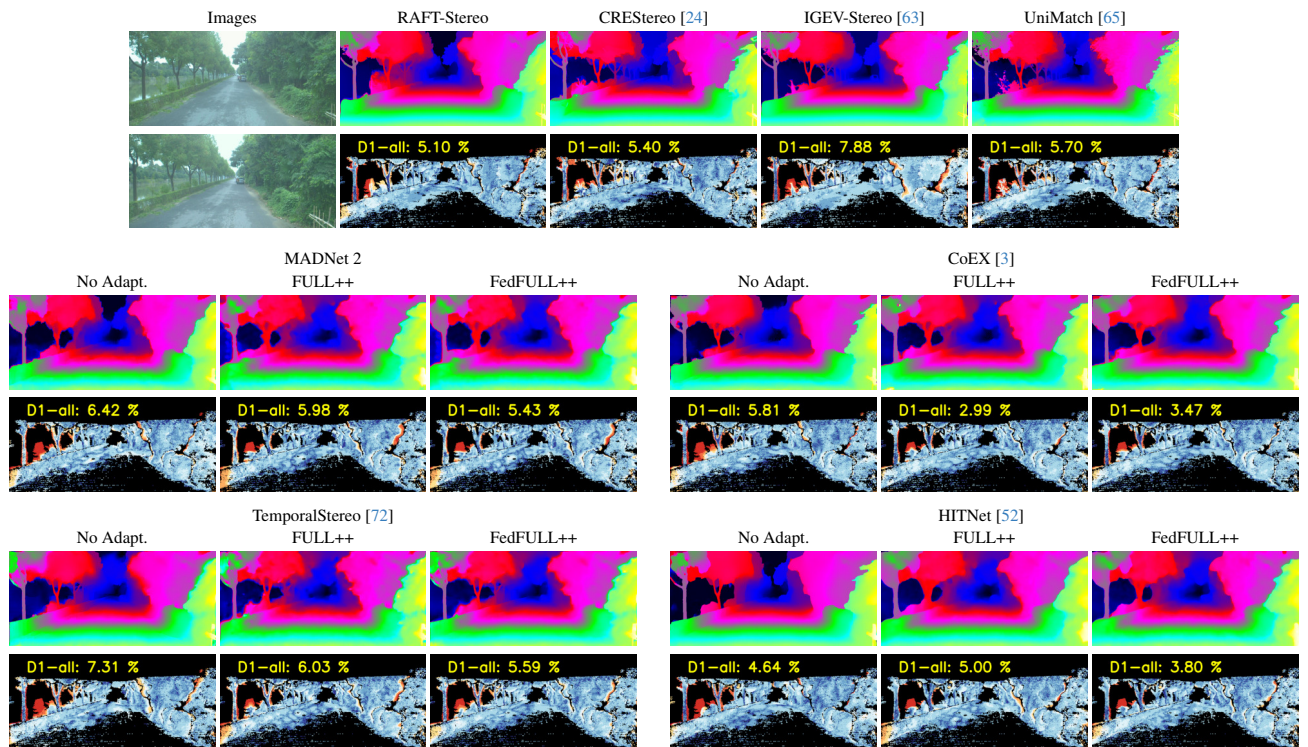 Images RAFT-Stereo CREStereo [24] IGEV-Stereo [63] UniMatch [65]
D1-all: 5.10 % D1-all: 5.40 % D1-all: 7.88 % D1-all: 5.70 %
MADNet 2 CoEX [3]
No Adapt. FULL++ FedFULL++ No Adapt. FULL++ FedFULL++
D1-all: 6.42 % D1-all: 5.98 % D1-all: 5.43 % D1-all: 5.81 % D1-all: 2.99 % D1-all: 3.47 %
TemporalStereo [72] HITNet [52]
No Adapt. FULL++ FedFULL++ No Adapt. FULL++ FedFULL++
D1-all: 7.31 % D1-all: 6.03 % D1-all: 5.59 % D1-all: 4.64 % D1-all: 5.00 % D1-all: 3.80 %